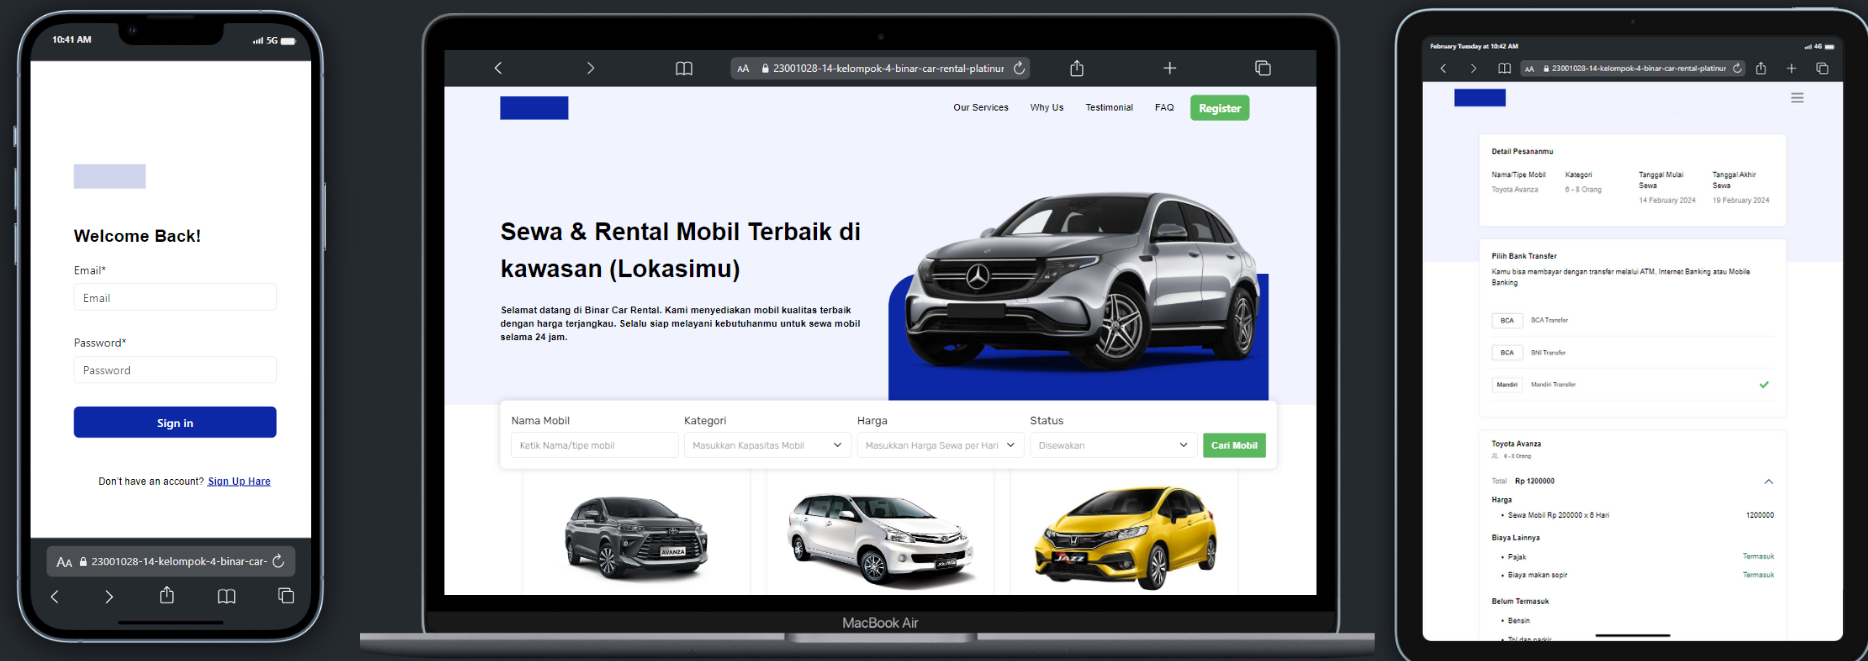 10:41 AM
5G
Welcome Back!
Email*
Email
Password*
Password
Sign in
Don't have an account? Sign Up Hare
AA 23001028-14-kelompok-4-binar-car-
AA 23001028-14-kelompok-4-binar-car-rental-platinur
Our Services Why Us Testimonial FAQ Register
Sewa & Rental Mobil Terbaik di
kawasan (Lokasimu)
Selamat datang di Binar Car Rental. Kami menyediakan mobil kualitas terbaik
dengan harga terjangkau. Selalu siap melayani kebutuhanmu untuk sewa mobil
selama 24 jam.
Nama Mobil Kategori Harga Status
Ketik Nama/tipe mobil Masukkan Kapasitas Mobil Masukkan Harga Sewa per Hari Disewakan Cari Mobil
AVANZA
JAZZ
MacBook Air
February Tuesday at 10:42 AM 4G
AA 23001028-14-kelompok-4-binar-car-rental-platinur
Detail Pesananmu
Nama/Tipe Mobil Kategori Tanggal Mulai Sewa Tanggal Akhir Sewa
Toyota Avanza 6 - 8 Orang 14 February 2024 19 February 2024
Pilih Bank Transfer
Kamu bisa membayar dengan transfer melalui ATM, Internet Banking atau Mobile
Banking
BCA BCA Transfer
BCA BNI Transfer
Mandiri Mandiri Transfer
Toyota Avanza
6 - 8 Orang
Total Rp 1200000
Harga
• Sewa Mobil Rp 200000 x 6 Hari 1200000
Biaya Lainnya
• Pajak Termasuk
• Biaya makan sopir Termasuk
Belum Termasuk
• Bensin
• Tol dan parkir